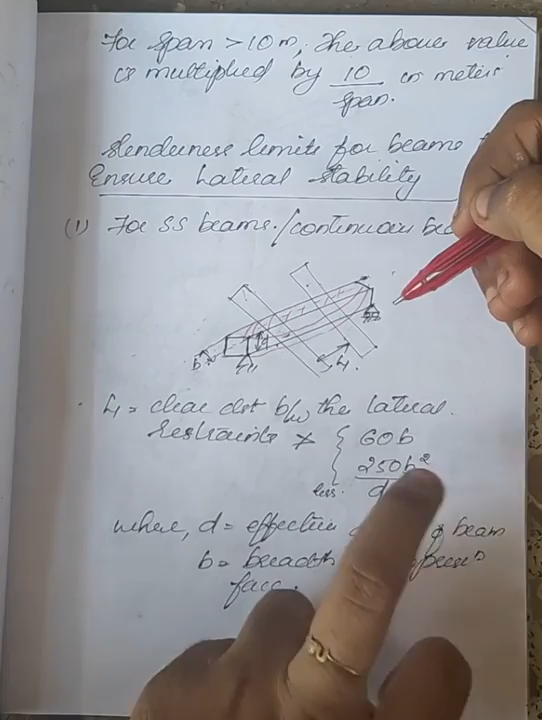 For span > 10 m, the above value
is multiplied by 10/span in meters
Slenderness limits for beams
Ensure Lateral Stability
(1) For SS beams./continuous
b d L1
L1 = clear dist b/w the lateral
Restraints ≯ { 60b
250b²
less. d
where, d = effective beam
b = breadth
face.